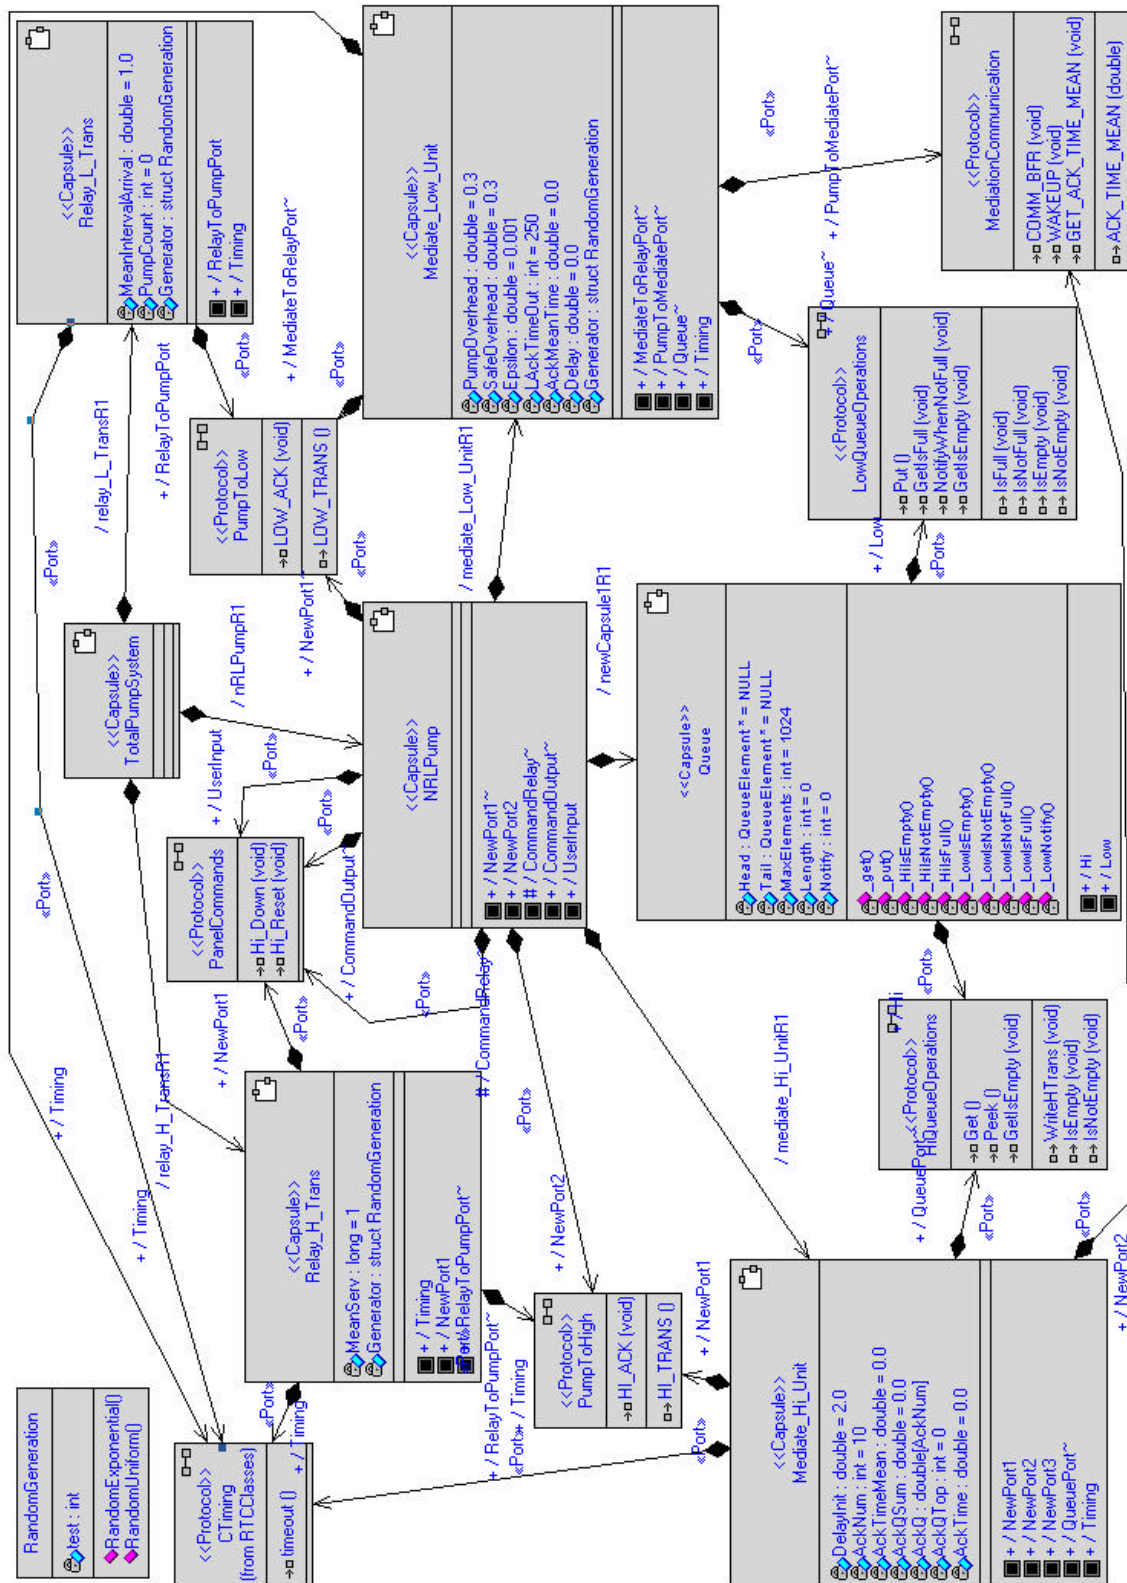 RandomGeneration
test : int
RandomExponential()
RandomUniform()
<<Protocol>>
CTiming
(from RTClasses)
timeout ()
+ / Timing
+ / Timing
+ / Timing
«Port»
«Port»
«Port»
/ relay_H_TransR1
<<Capsule>>
Relay_H_Trans
MeanServ : long = 1
Generator : struct RandomGeneration
+ / Timing
+ / NewPort1
+ / RelayToPumpPort~
+ / NewPort1
«Port»
+ / RelayToPumpPort~
«Port»
+ / Timing
«Port»
<<Protocol>>
PumpToHigh
HI_ACK (void)
HI_TRANS ()
+ / NewPort2
«Port»
+ / NewPort1
«Port»
<<Capsule>>
Mediate_Hi_Unit
DelayInit : double = 2.0
AckNum : int = 10
AckTimeMean : double = 0.0
AckQSum : double = 0.0
AckQ : double[AckNum]
AckQTop : int = 0
AckTime : double = 0.0
+ / NewPort1
+ / NewPort2
+ / NewPort3
+ / QueuePort~
+ / Timing
<<Capsule>>
TotalPumpSystem
/ relay_L_TransR1
/ nRLPumpR1
<<Protocol>>
PanelCommands
Hi_Down (void)
Hi_Reset (void)
+ / UserInput
«Port»
+ / CommandOutput~
«Port»
# / CommandRelay~
«Port»
<<Capsule>>
NRLPump
+ / NewPort1~
+ / NewPort2
# / CommandRelay~
+ / CommandOutput~
+ / UserInput
/ mediate_Hi_UnitR1
/ mediate_Low_UnitR1
/ newCapsule1R1
<<Capsule>>
Relay_L_Trans
MeanIntervalArrival : double = 1.0
PumpCount : int = 0
Generator : struct RandomGeneration
+ / RelayToPumpPort
+ / Timing
+ / RelayToPumpPort
«Port»
<<Protocol>>
PumpToLow
LOW_ACK (void)
LOW_TRANS ()
+ / NewPort1~
«Port»
+ / MediateToRelayPort~
«Port»
<<Capsule>>
Mediate_Low_Unit
PumpOverhead : double = 0.3
SafeOverhead : double = 0.3
Epsilon : double = 0.001
LAckTimeOut : int = 250
AckMeanTime : double = 0.0
Delay : double = 0.0
Generator : struct RandomGeneration
+ / MediateToRelayPort~
+ / PumpToMediatePort~
+ / Queue~
+ / Timing
+ / PumpToMediatePort~
«Port»
+ / Queue~
«Port»
<<Protocol>>
MediationCommunication
COMM_BFR (void)
WAKEUP (void)
GET_ACK_TIME_MEAN (void)
ACK_TIME_MEAN (double)
<<Protocol>>
LowQueueOperations
Put ()
GetIsFull (void)
NotifyWhenNotFull (void)
GetIsEmpty (void)
IsFull (void)
IsNotFull (void)
IsEmpty (void)
IsNotEmpty (void)
+ / Low
«Port»
<<Capsule>>
Queue
Head : QueueElement * = NULL
Tail : QueueElement * = NULL
MaxElements : int = 1024
Length : int = 0
Notify : int = 0
_get()
_put()
_HiIsEmpty()
_HiIsNotEmpty()
_HiIsFull()
_LowIsEmpty()
_LowIsNotEmpty()
_LowIsNotFull()
_LowIsFull()
_LowNotify()
+ / Hi
+ / Low
+ / Hi
«Port»
<<Protocol>>
HiQueueOperations
Get ()
Peek ()
GetIsEmpty (void)
WriteHTrans (void)
IsEmpty (void)
IsNotEmpty (void)
+ / QueuePort~
«Port»
+ / NewPort2
«Port»